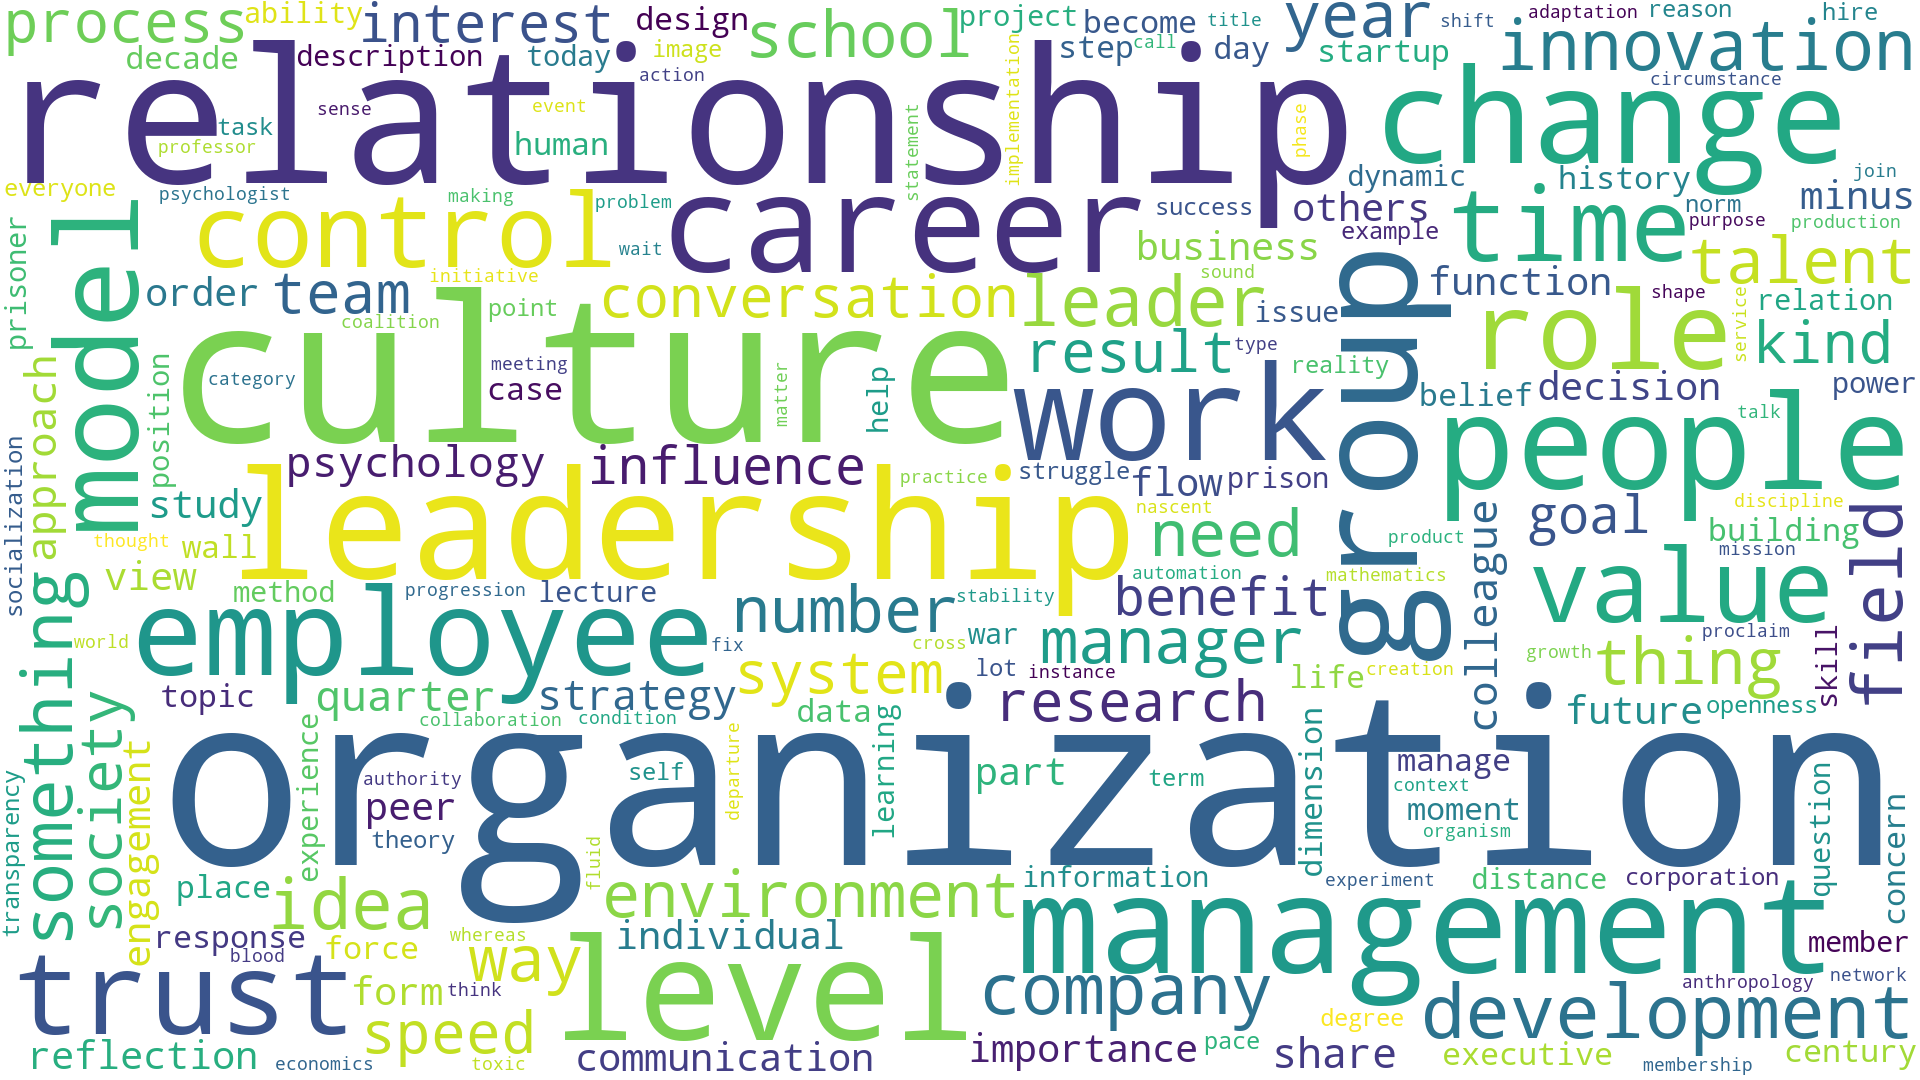 process
ability
interest
design
school
project
become
title
year
shift
adaptation
reason
hire
decade
description
today
image
step
call
day
startup
innovation
relationship
action
circumstance
change
sense
event
task
human
professor
statement
implementation
phase
everyone
psychologist
making
problem
career
success
others
dynamic
history
join
norm
minus
purpose
production
example
time
control
wait
business
talent
prisoner
model
order
team
initiative
conversation
sound
leader
issue
function
shape
relation
point
coalition
culture
meeting
result
type
group
role
service
kind
reality
category
case
matter
help
work
belief
decision
power
approach
position
talk
people
socialization
psychology
influence
practice
struggle
flow
prison
study
leadership
nascent
need
product
colleague
goal
discipline
building
field
thought
wall
view
method
progression
lecture
automation
mathematics
mission
value
something
employee
number
stability
benefit
world
fix
cross
war
manager
proclaim
growth
thing
skill
topic
quarter
strategy
system
lot
instance
life
creation
society
collaboration
condition
data
learning
research
dimension
future
openness
engagement
experience
organization
authority
self
departure
part
term
manage
context
transparency
peer
moment
theory
organism
question
concern
place
idea
fluid
environment
information
experiment
distance
corporation
management
response
blood
force
whereas
way
individual
level
member
trust
form
think
company
anthropology
network
speed
degree
development
reflection
economics
toxic
communication
importance
pace
share
executive
membership
century